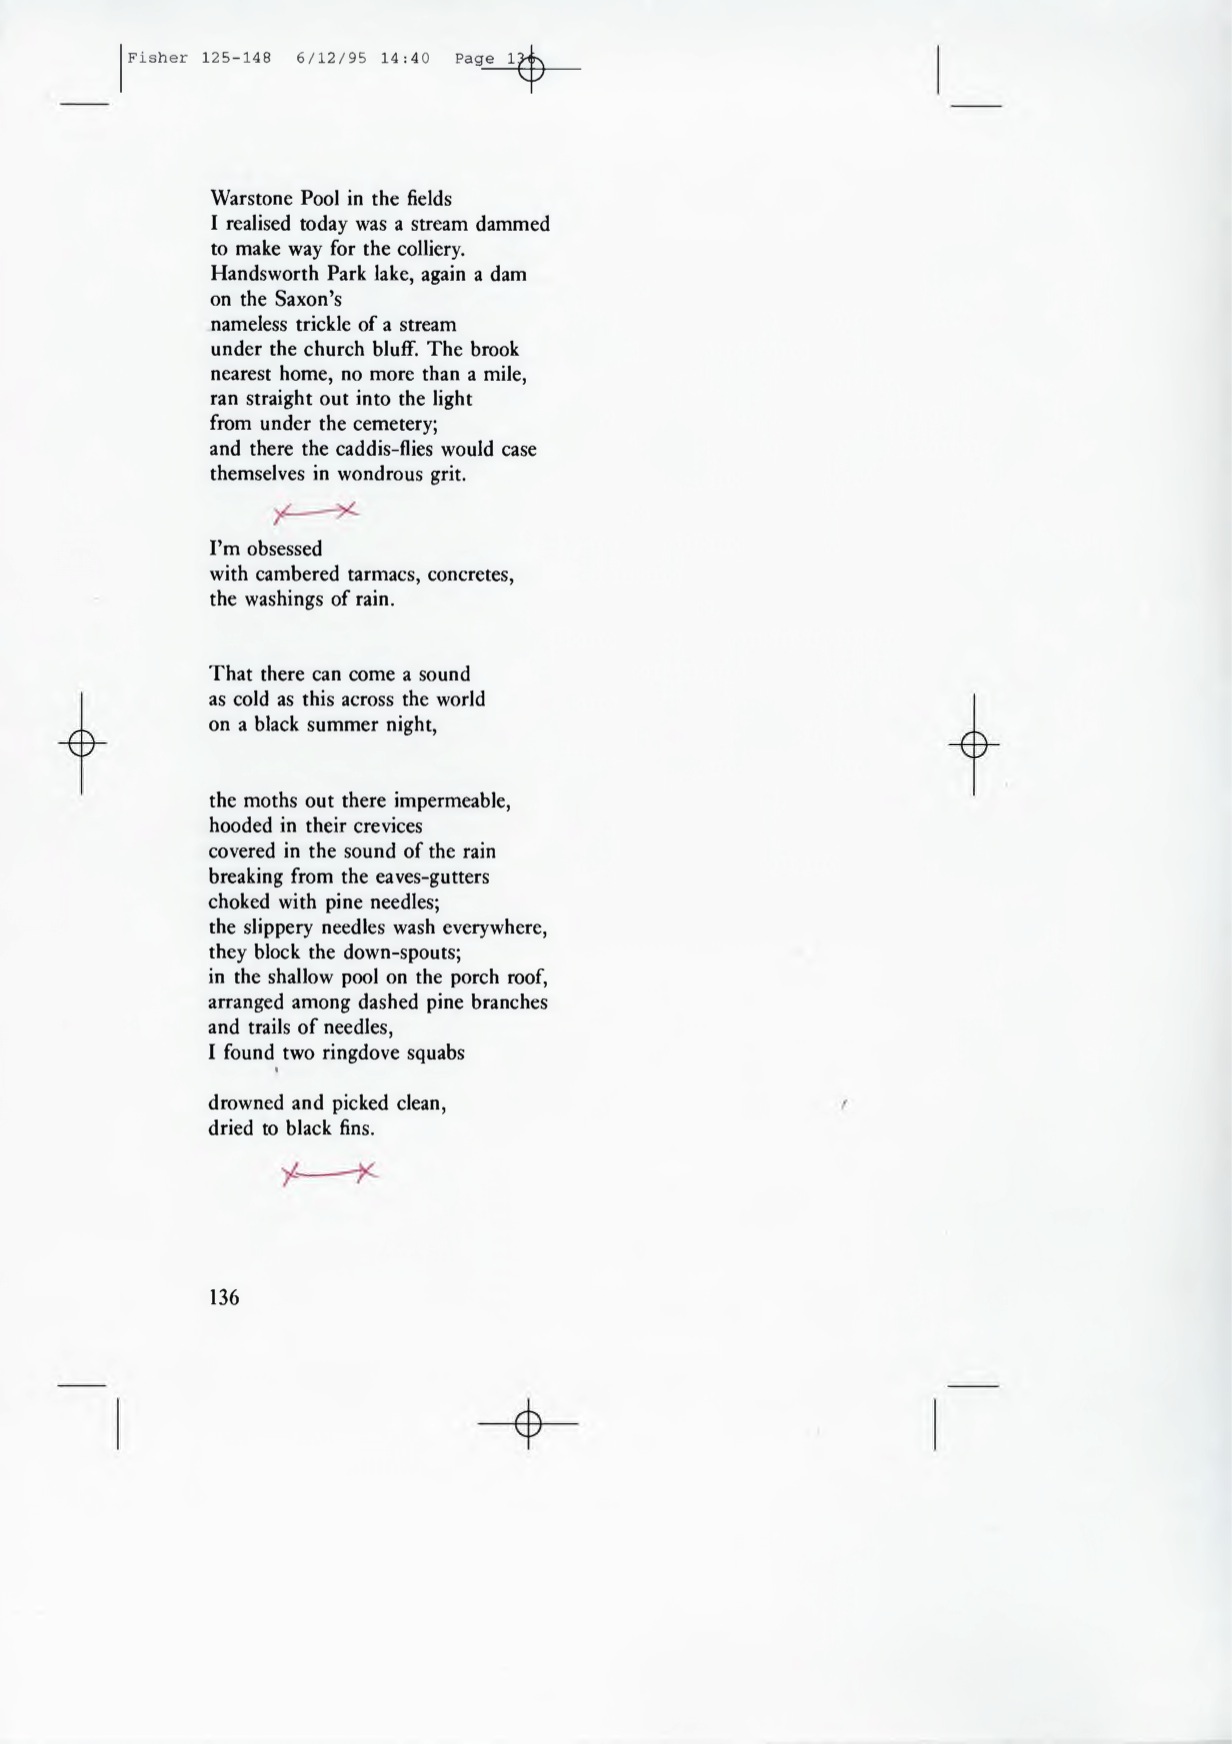 Fisher 125-148 6/12/95 14:40 Page 136
Warstone Pool in the fields
I realised today was a stream dammed
to make way for the colliery.
Handsworth Park lake, again a dam
on the Saxon's
nameless trickle of a stream
under the church bluff. The brook
nearest home, no more than a mile,
ran straight out into the light
from under the cemetery;
and there the caddis-flies would case
themselves in wondrous grit.
I'm obsessed
with cambered tarmacs, concretes,
the washings of rain.
That there can come a sound
as cold as this across the world
on a black summer night,
the moths out there impermeable,
hooded in their crevices
covered in the sound of the rain
breaking from the eaves-gutters
choked with pine needles;
the slippery needles wash everywhere,
they block the down-spouts;
in the shallow pool on the porch roof,
arranged among dashed pine branches
and trails of needles,
I found two ringdove squabs
drowned and picked clean,
dried to black fins.
136